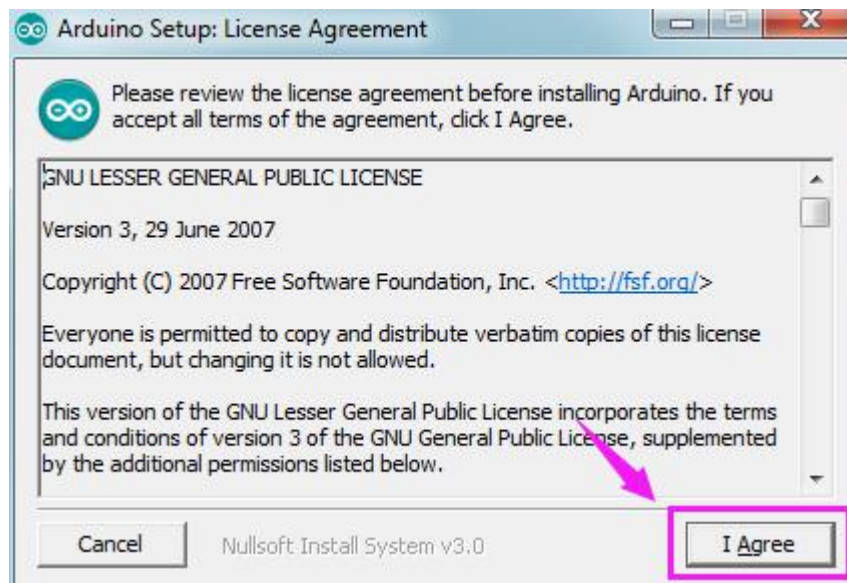 Arduino Setup: License Agreement
Please review the license agreement before installing Arduino. If you
accept all terms of the agreement, click I Agree.
GNU LESSER GENERAL PUBLIC LICENSE
Version 3, 29 June 2007
Copyright (C) 2007 Free Software Foundation, Inc. <http://fsf.org/>
Everyone is permitted to copy and distribute verbatim copies of this license
document, but changing it is not allowed.
This version of the GNU Lesser General Public License incorporates the terms
and conditions of version 3 of the GNU General Public License, supplemented
by the additional permissions listed below.
Cancel
Nullsoft Install System v3.0
I Agree